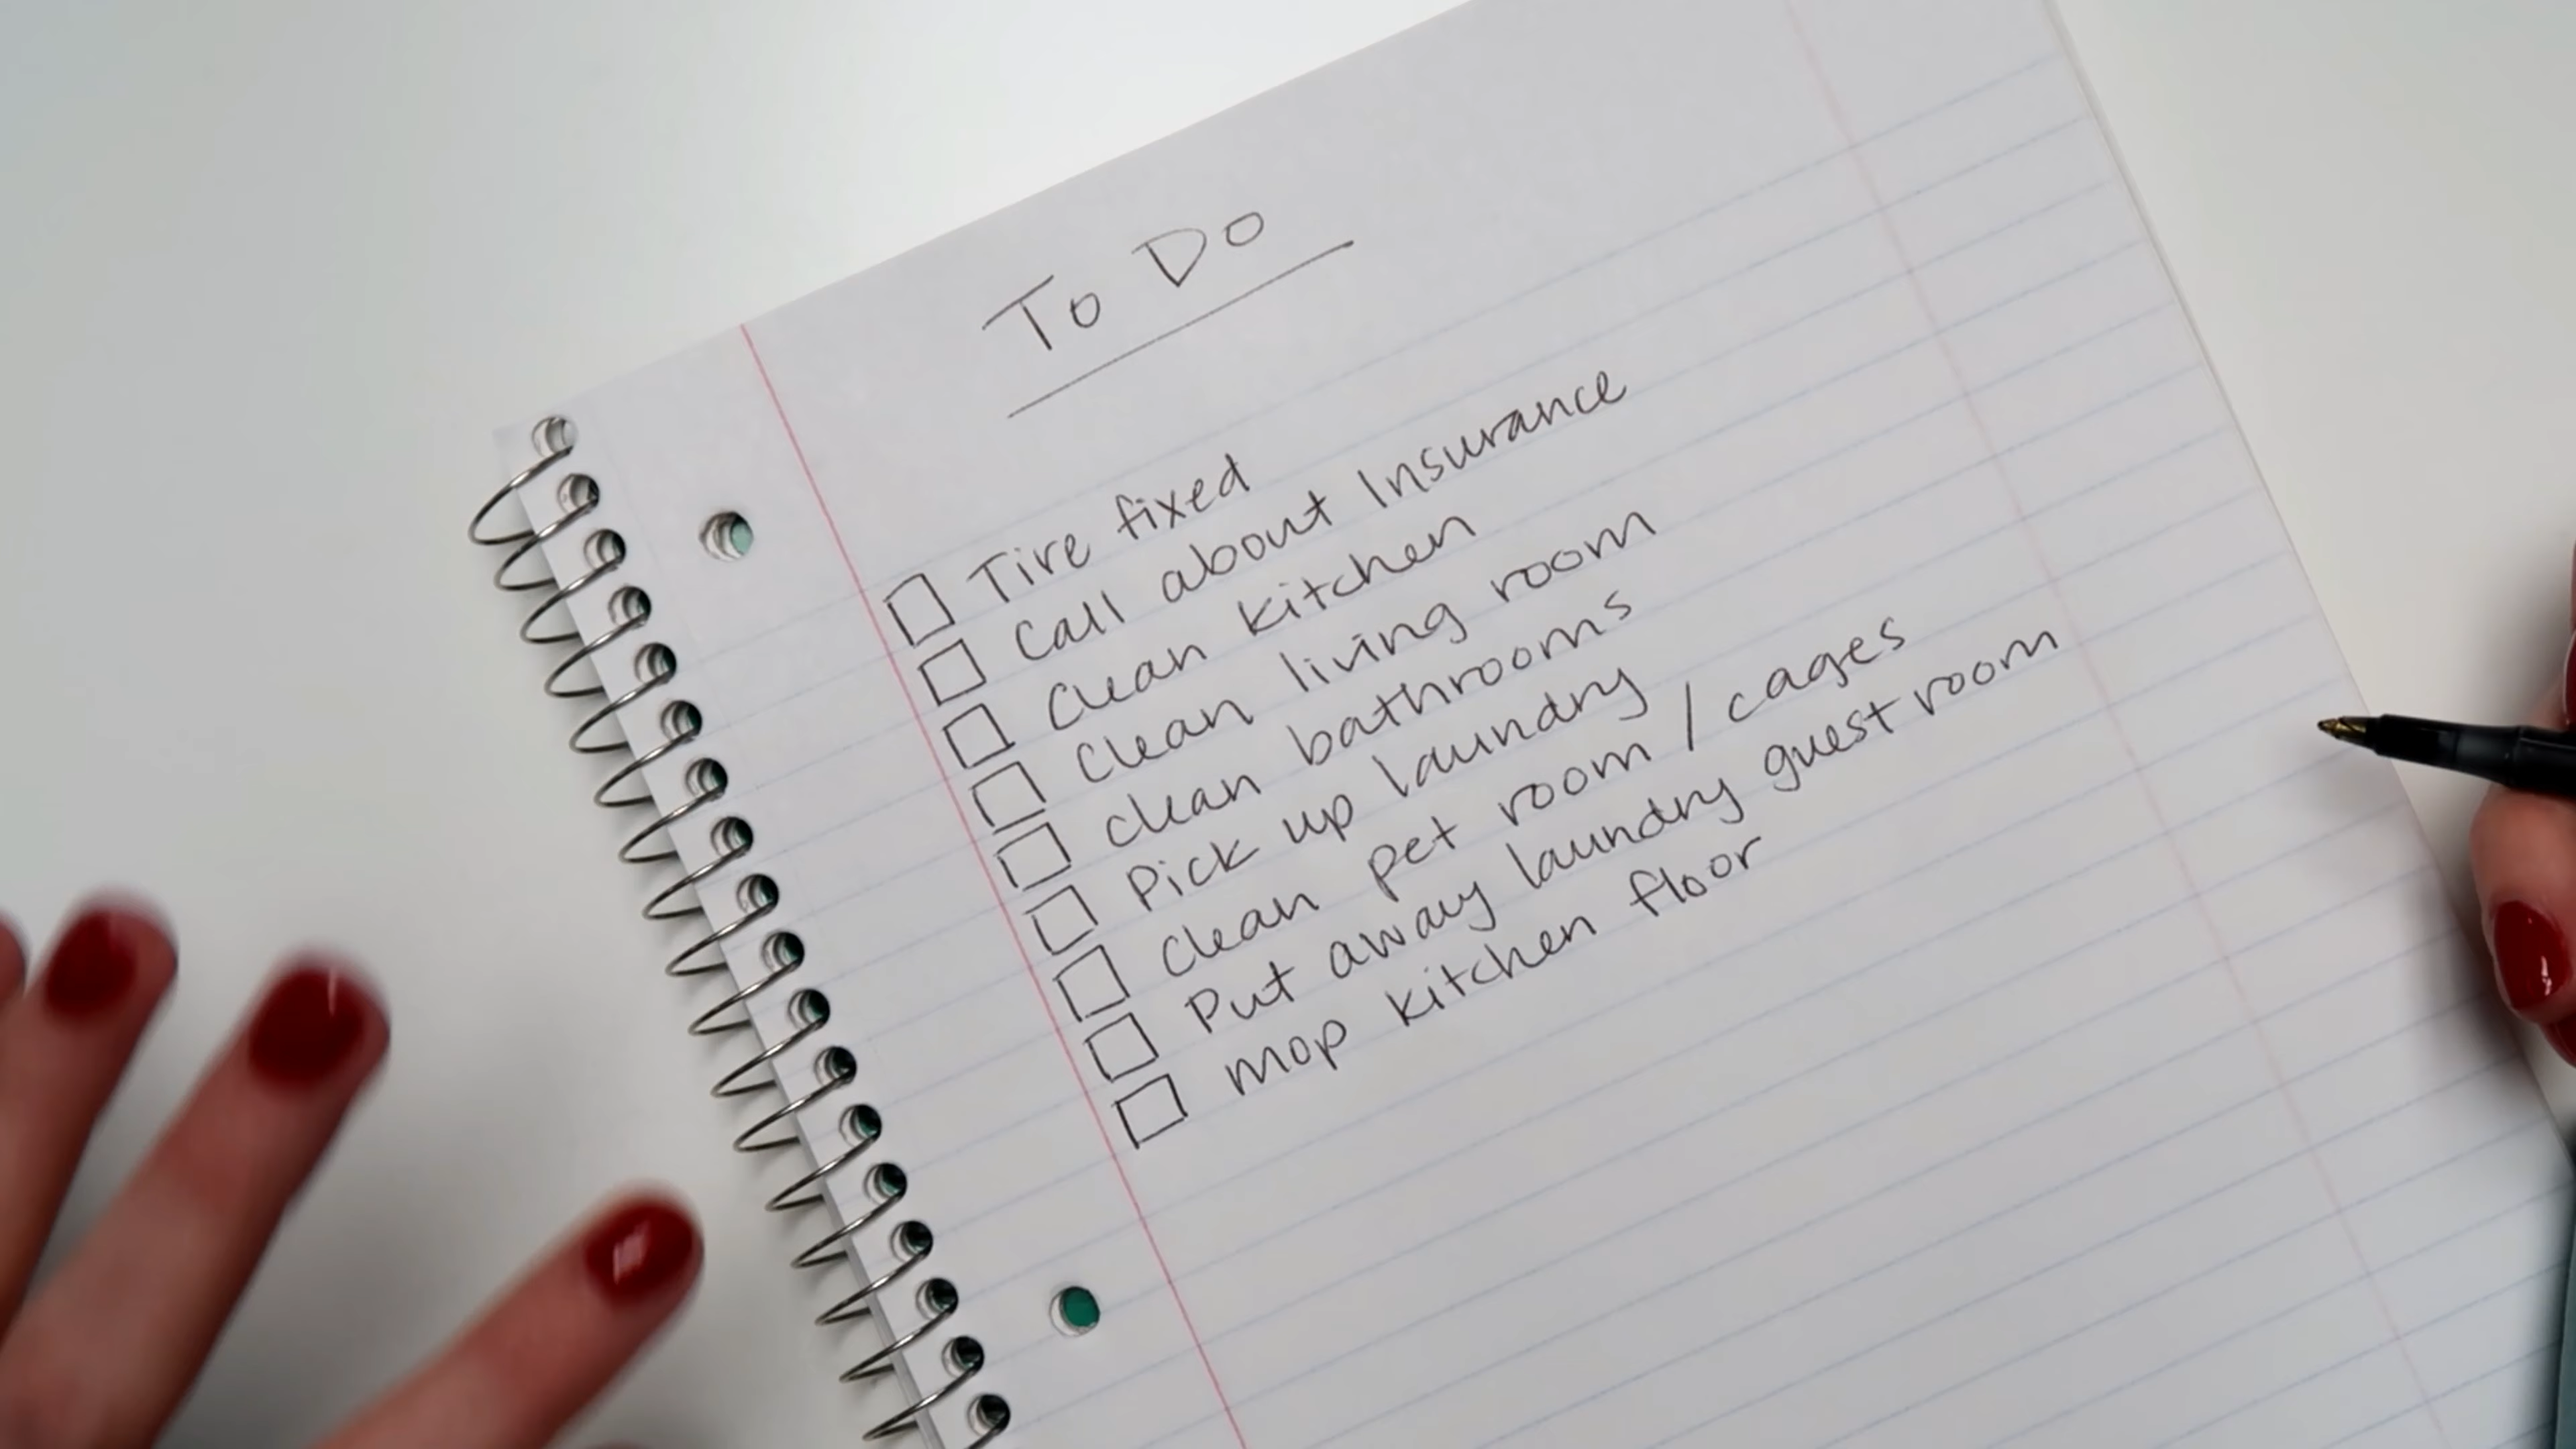 To Do
Tire fixed
Call about Insurance
Clean kitchen
Clean living room
clean bathrooms
Pick up laundry
Clean pet room / cages
Put away laundry guest room
mop kitchen floor